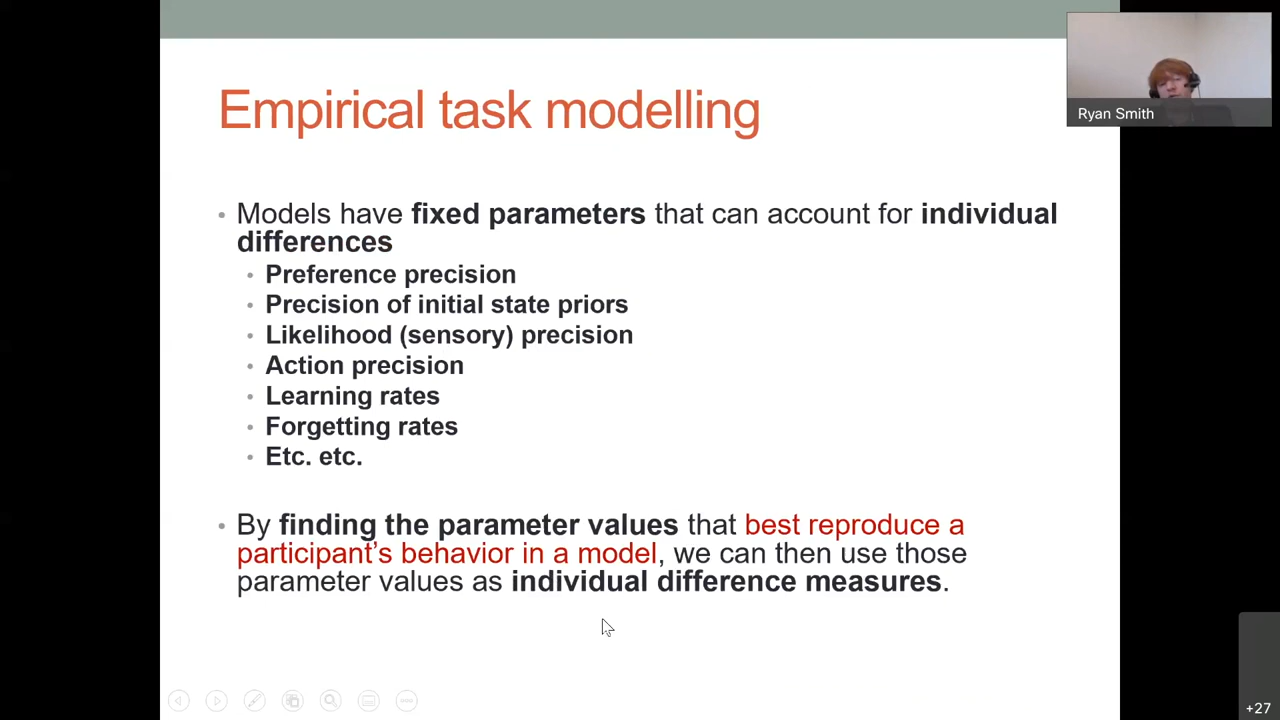 Empirical task modelling
Ryan Smith
• Models have fixed parameters that can account for individual
differences
• Preference precision
• Precision of initial state priors
• Likelihood (sensory) precision
• Action precision
• Learning rates
• Forgetting rates
• Etc. etc.
• By finding the parameter values that best reproduce a
participant’s behavior in a model, we can then use those
parameter values as individual difference measures.
+27